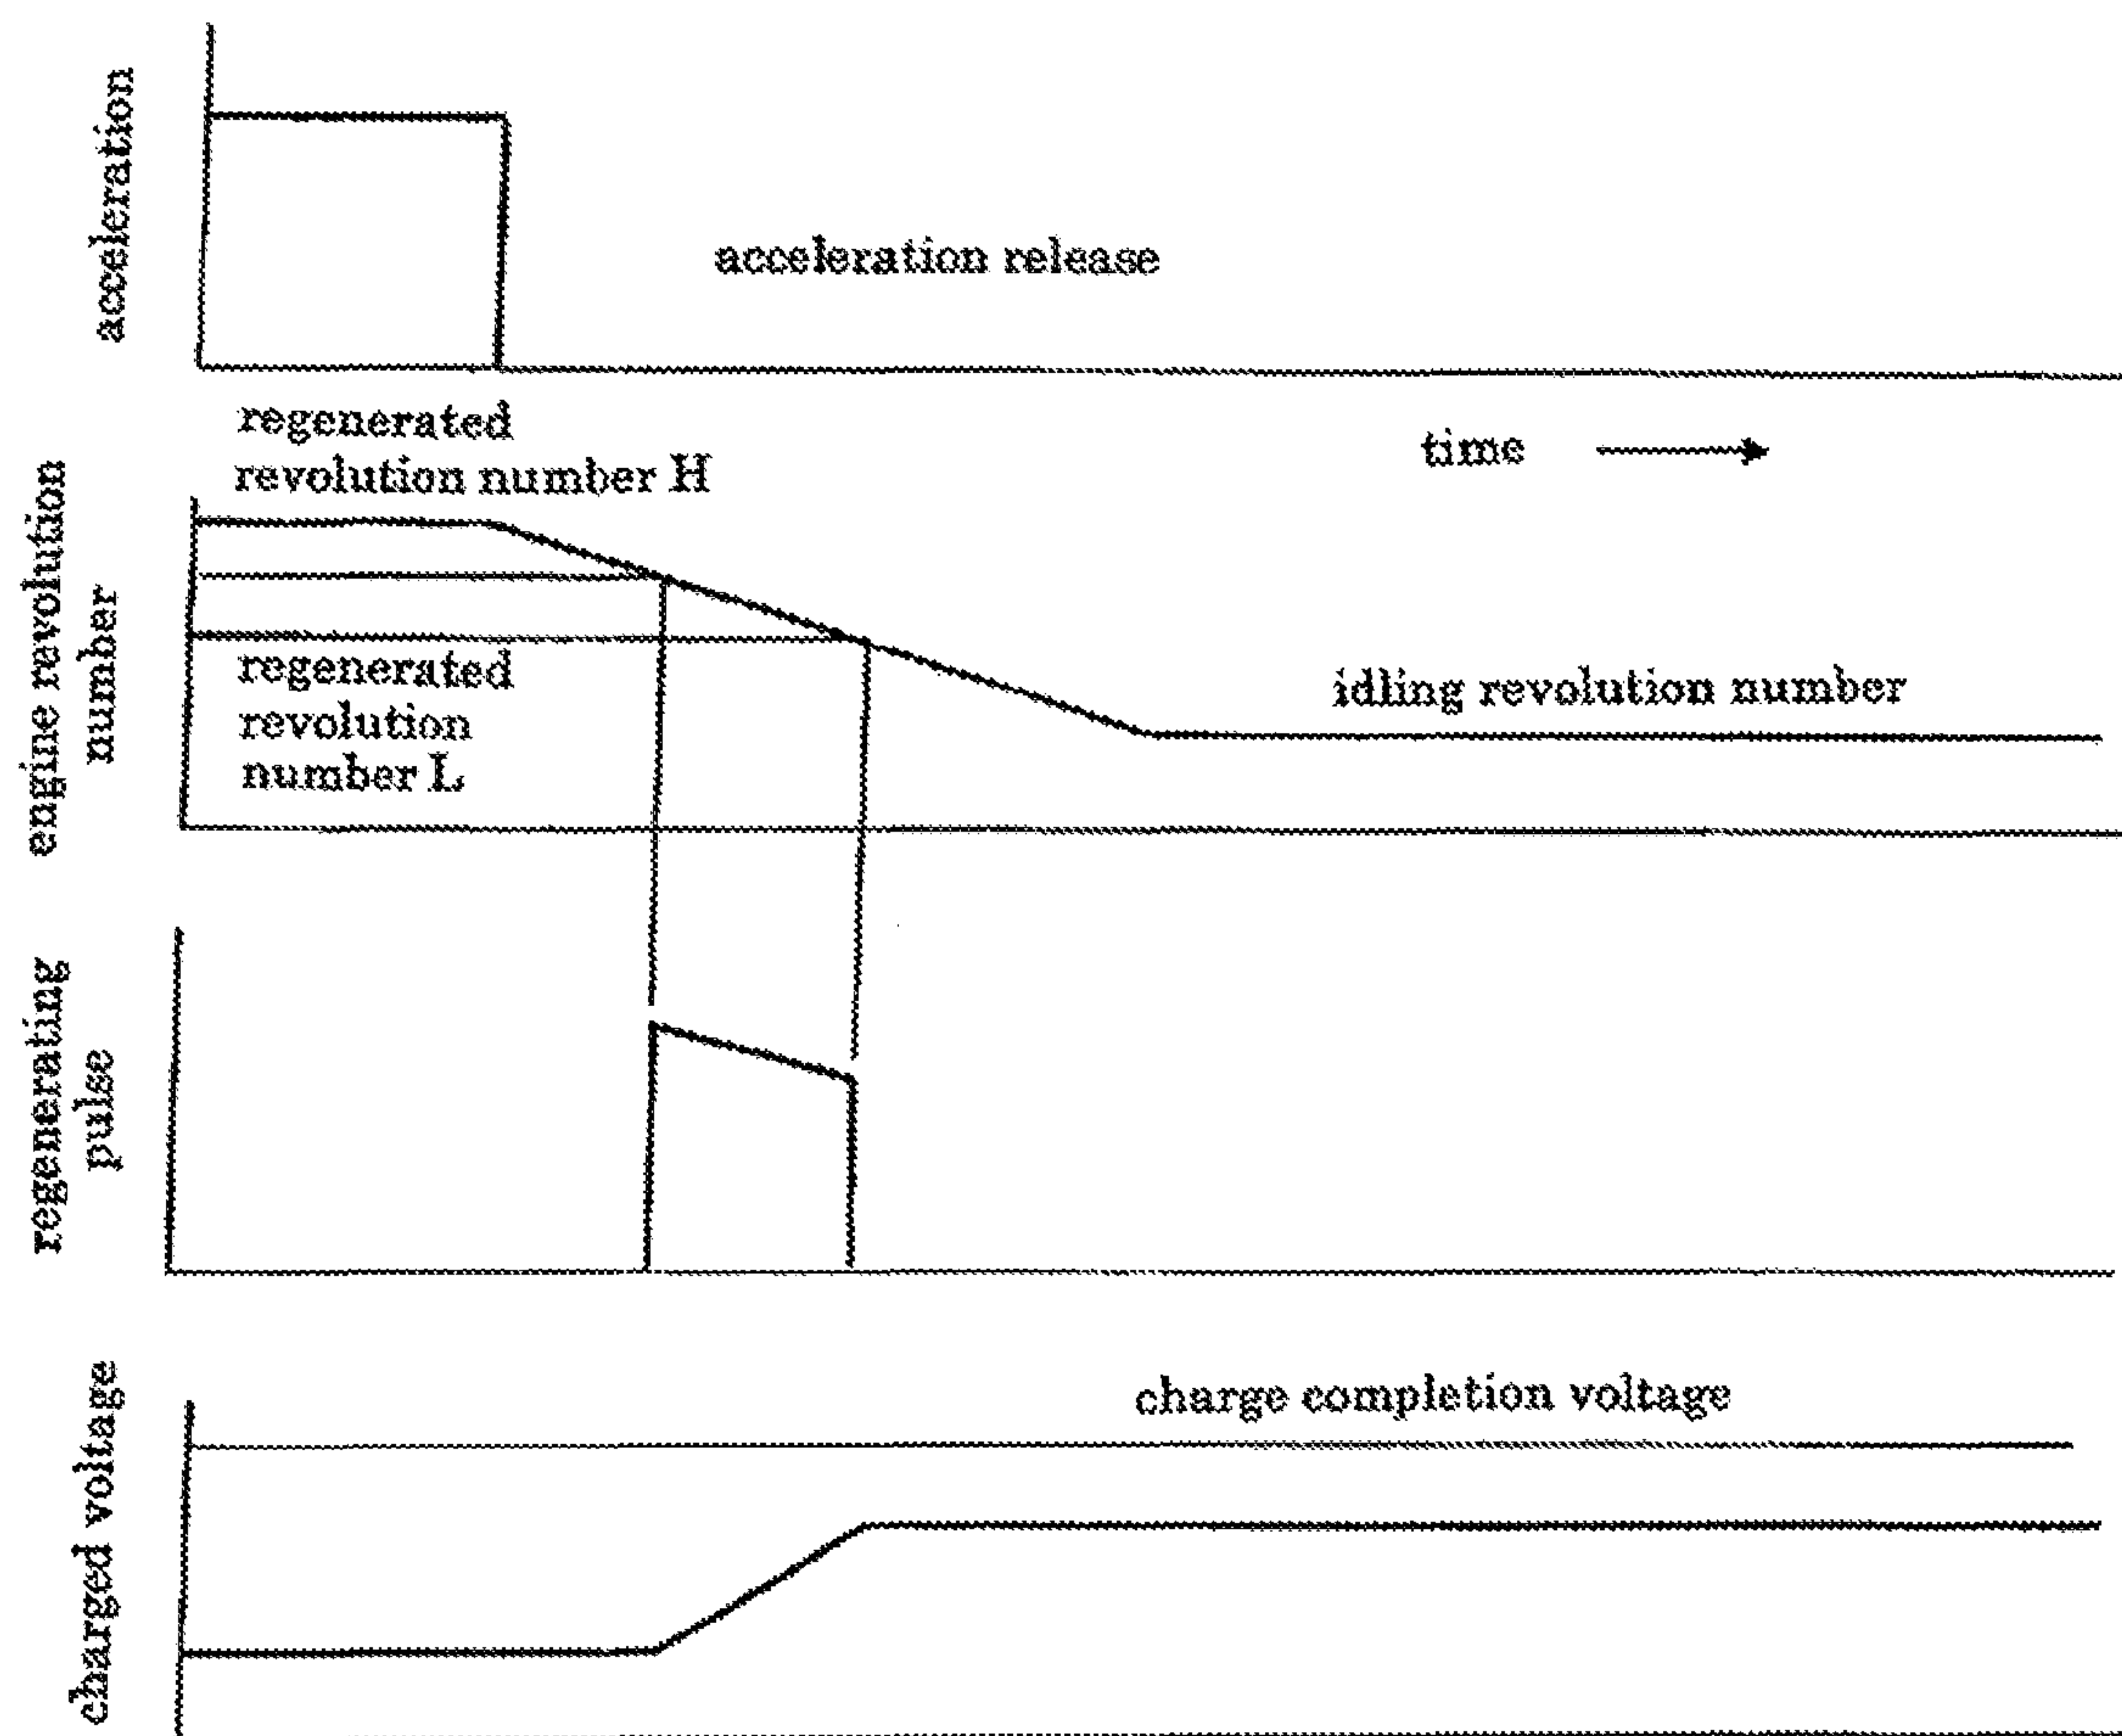 acceleration
acceleration release
time
regenerated
revolution number H
engine revolution
number
regenerated
revolution
number L
idling revolution number
regenerating
pulse
charge completion voltage
charged voltage